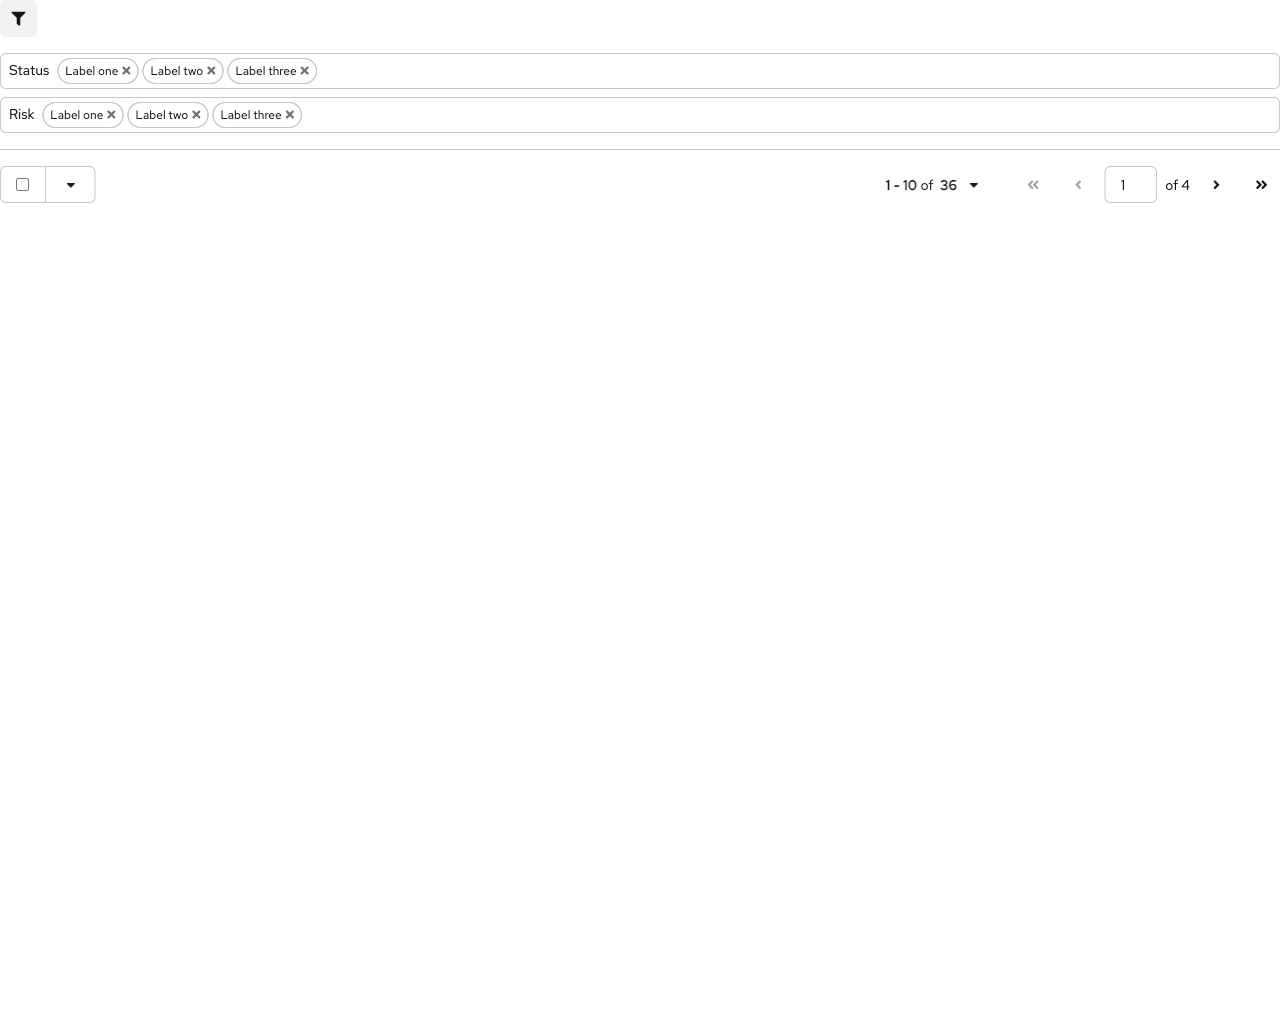 Status Label one Label two Label three
Risk Label one Label two Label three
1 - 10 of 36 1 of 4